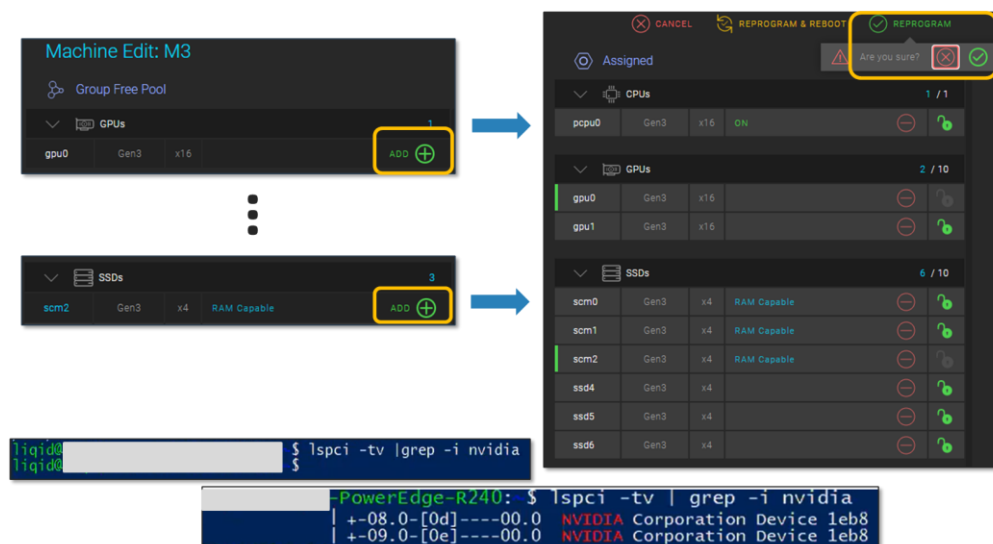 Machine Edit: M3
Group Free Pool
GPUs 1
gpu0 Gen3 x16 ADD
SSDs 3
scm2 Gen3 x4 RAM Capable ADD
CANCEL REPROGRAM & REBOOT REPROGRAM
Are you sure?
Assigned
CPUs 1 / 1
pcpu0 Gen3 x16 ON
GPUs 2 / 10
gpu0 Gen3 x16
gpu1 Gen3 x16
SSDs 6 / 10
scm0 Gen3 x4 RAM Capable
scm1 Gen3 x4 RAM Capable
scm2 Gen3 x4 RAM Capable
ssd4 Gen3 x4
ssd5 Gen3 x4
ssd6 Gen3 x4
liqid@ $ lspci -tv |grep -i nvidia
liqid@ $
-PowerEdge-R240: $ lspci -tv | grep -i nvidia
| +-08.0-[0d]----00.0 NVIDIA Corporation Device 1eb8
| +-09.0-[0e]----00.0 NVIDIA Corporation Device 1eb8